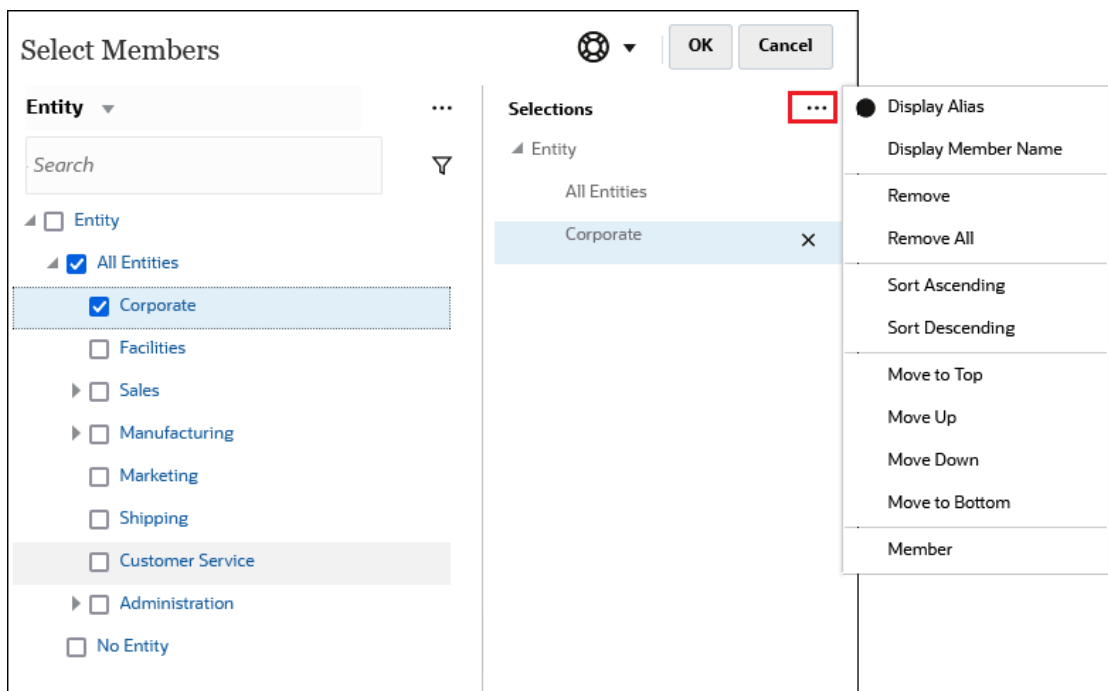 Select Members
OK
Cancel
Entity
Search
Entity
All Entities
Corporate
Facilities
Sales
Manufacturing
Marketing
Shipping
Customer Service
Administration
No Entity
Selections
Entity
All Entities
Corporate
Display Alias
Display Member Name
Remove
Remove All
Sort Ascending
Sort Descending
Move to Top
Move Up
Move Down
Move to Bottom
Member